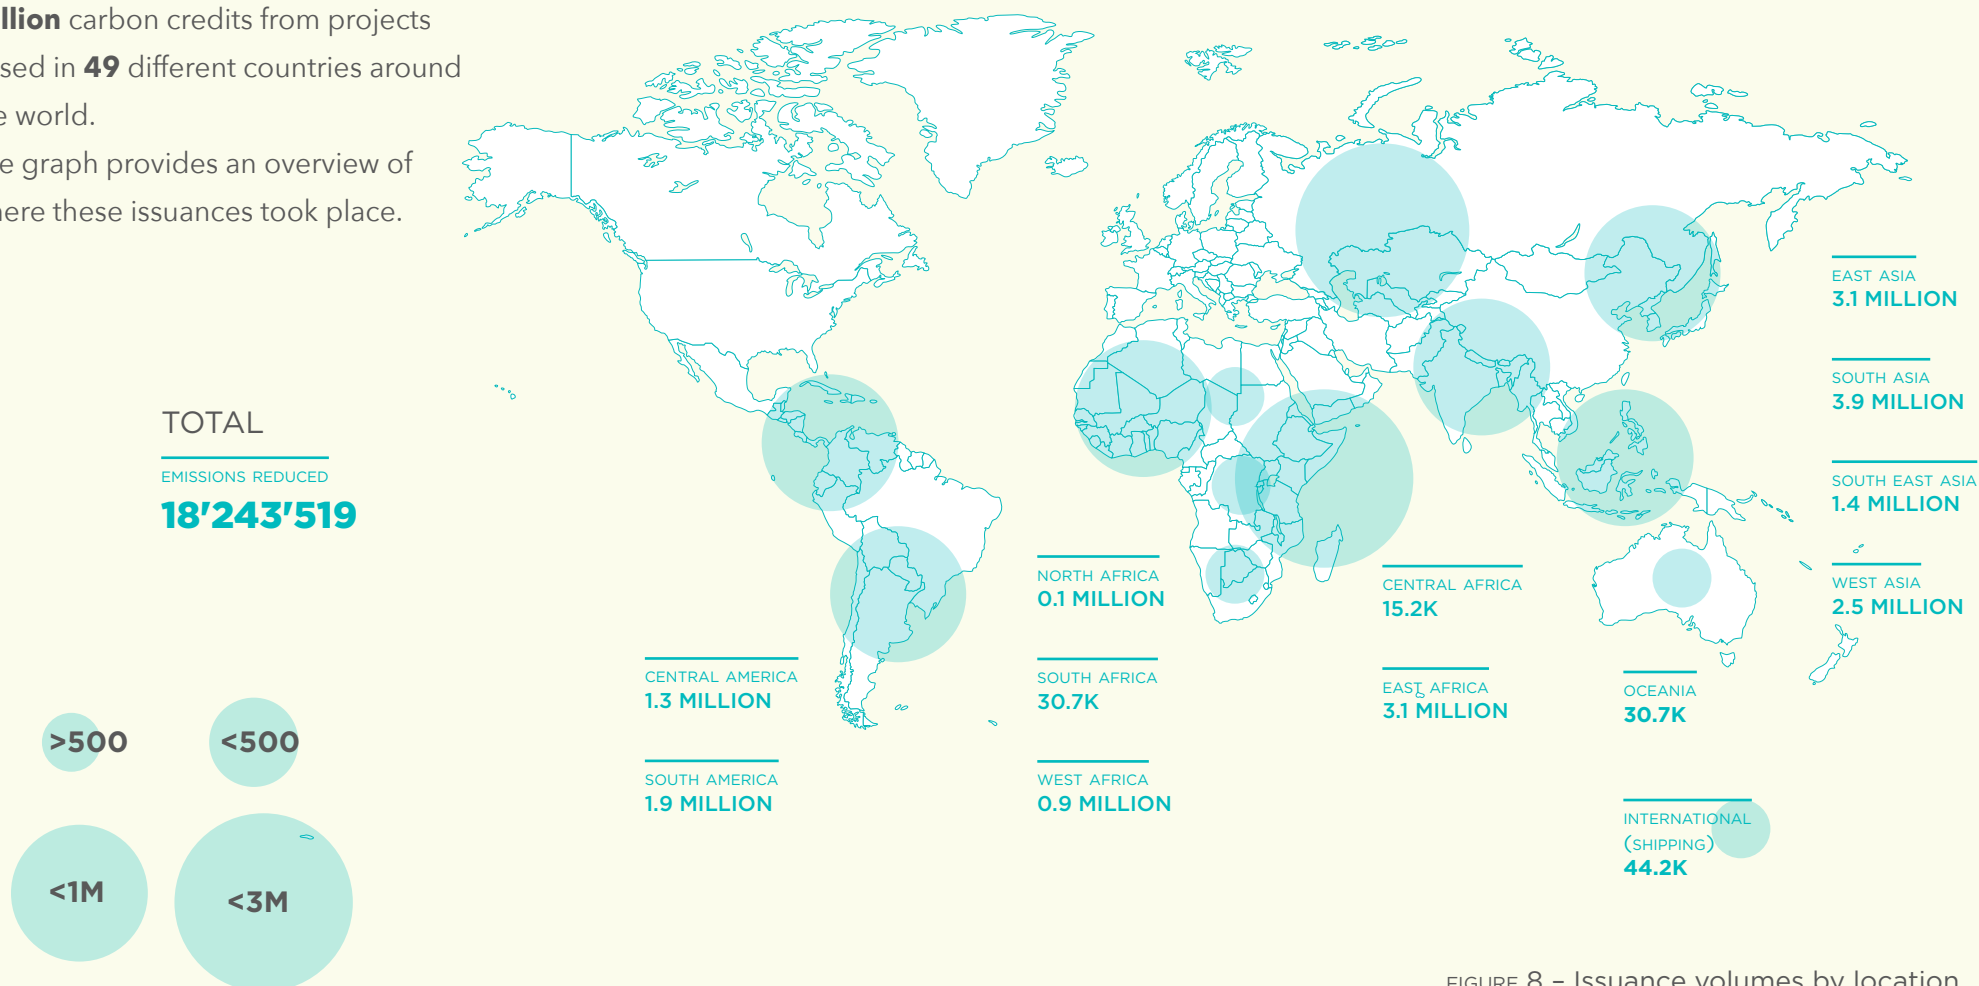 llion carbon credits from projects
sed in 49 different countries around
e world.
e graph provides an overview of
here these issuances took place.
TOTAL
EMISSIONS REDUCED
18'243'519
>500
<500
<1M
<3M
CENTRAL AMERICA
1.3 MILLION
SOUTH AMERICA
1.9 MILLION
NORTH AFRICA
0.1 MILLION
SOUTH AFRICA
30.7K
WEST AFRICA
0.9 MILLION
CENTRAL AFRICA
15.2K
EAST AFRICA
3.1 MILLION
OCEANIA
30.7K
INTERNATIONAL
(SHIPPING)
44.2K
EAST ASIA
3.1 MILLION
SOUTH ASIA
3.9 MILLION
SOUTH EAST ASIA
1.4 MILLION
WEST ASIA
2.5 MILLION
FIGURE 8 – Issuance volumes by location